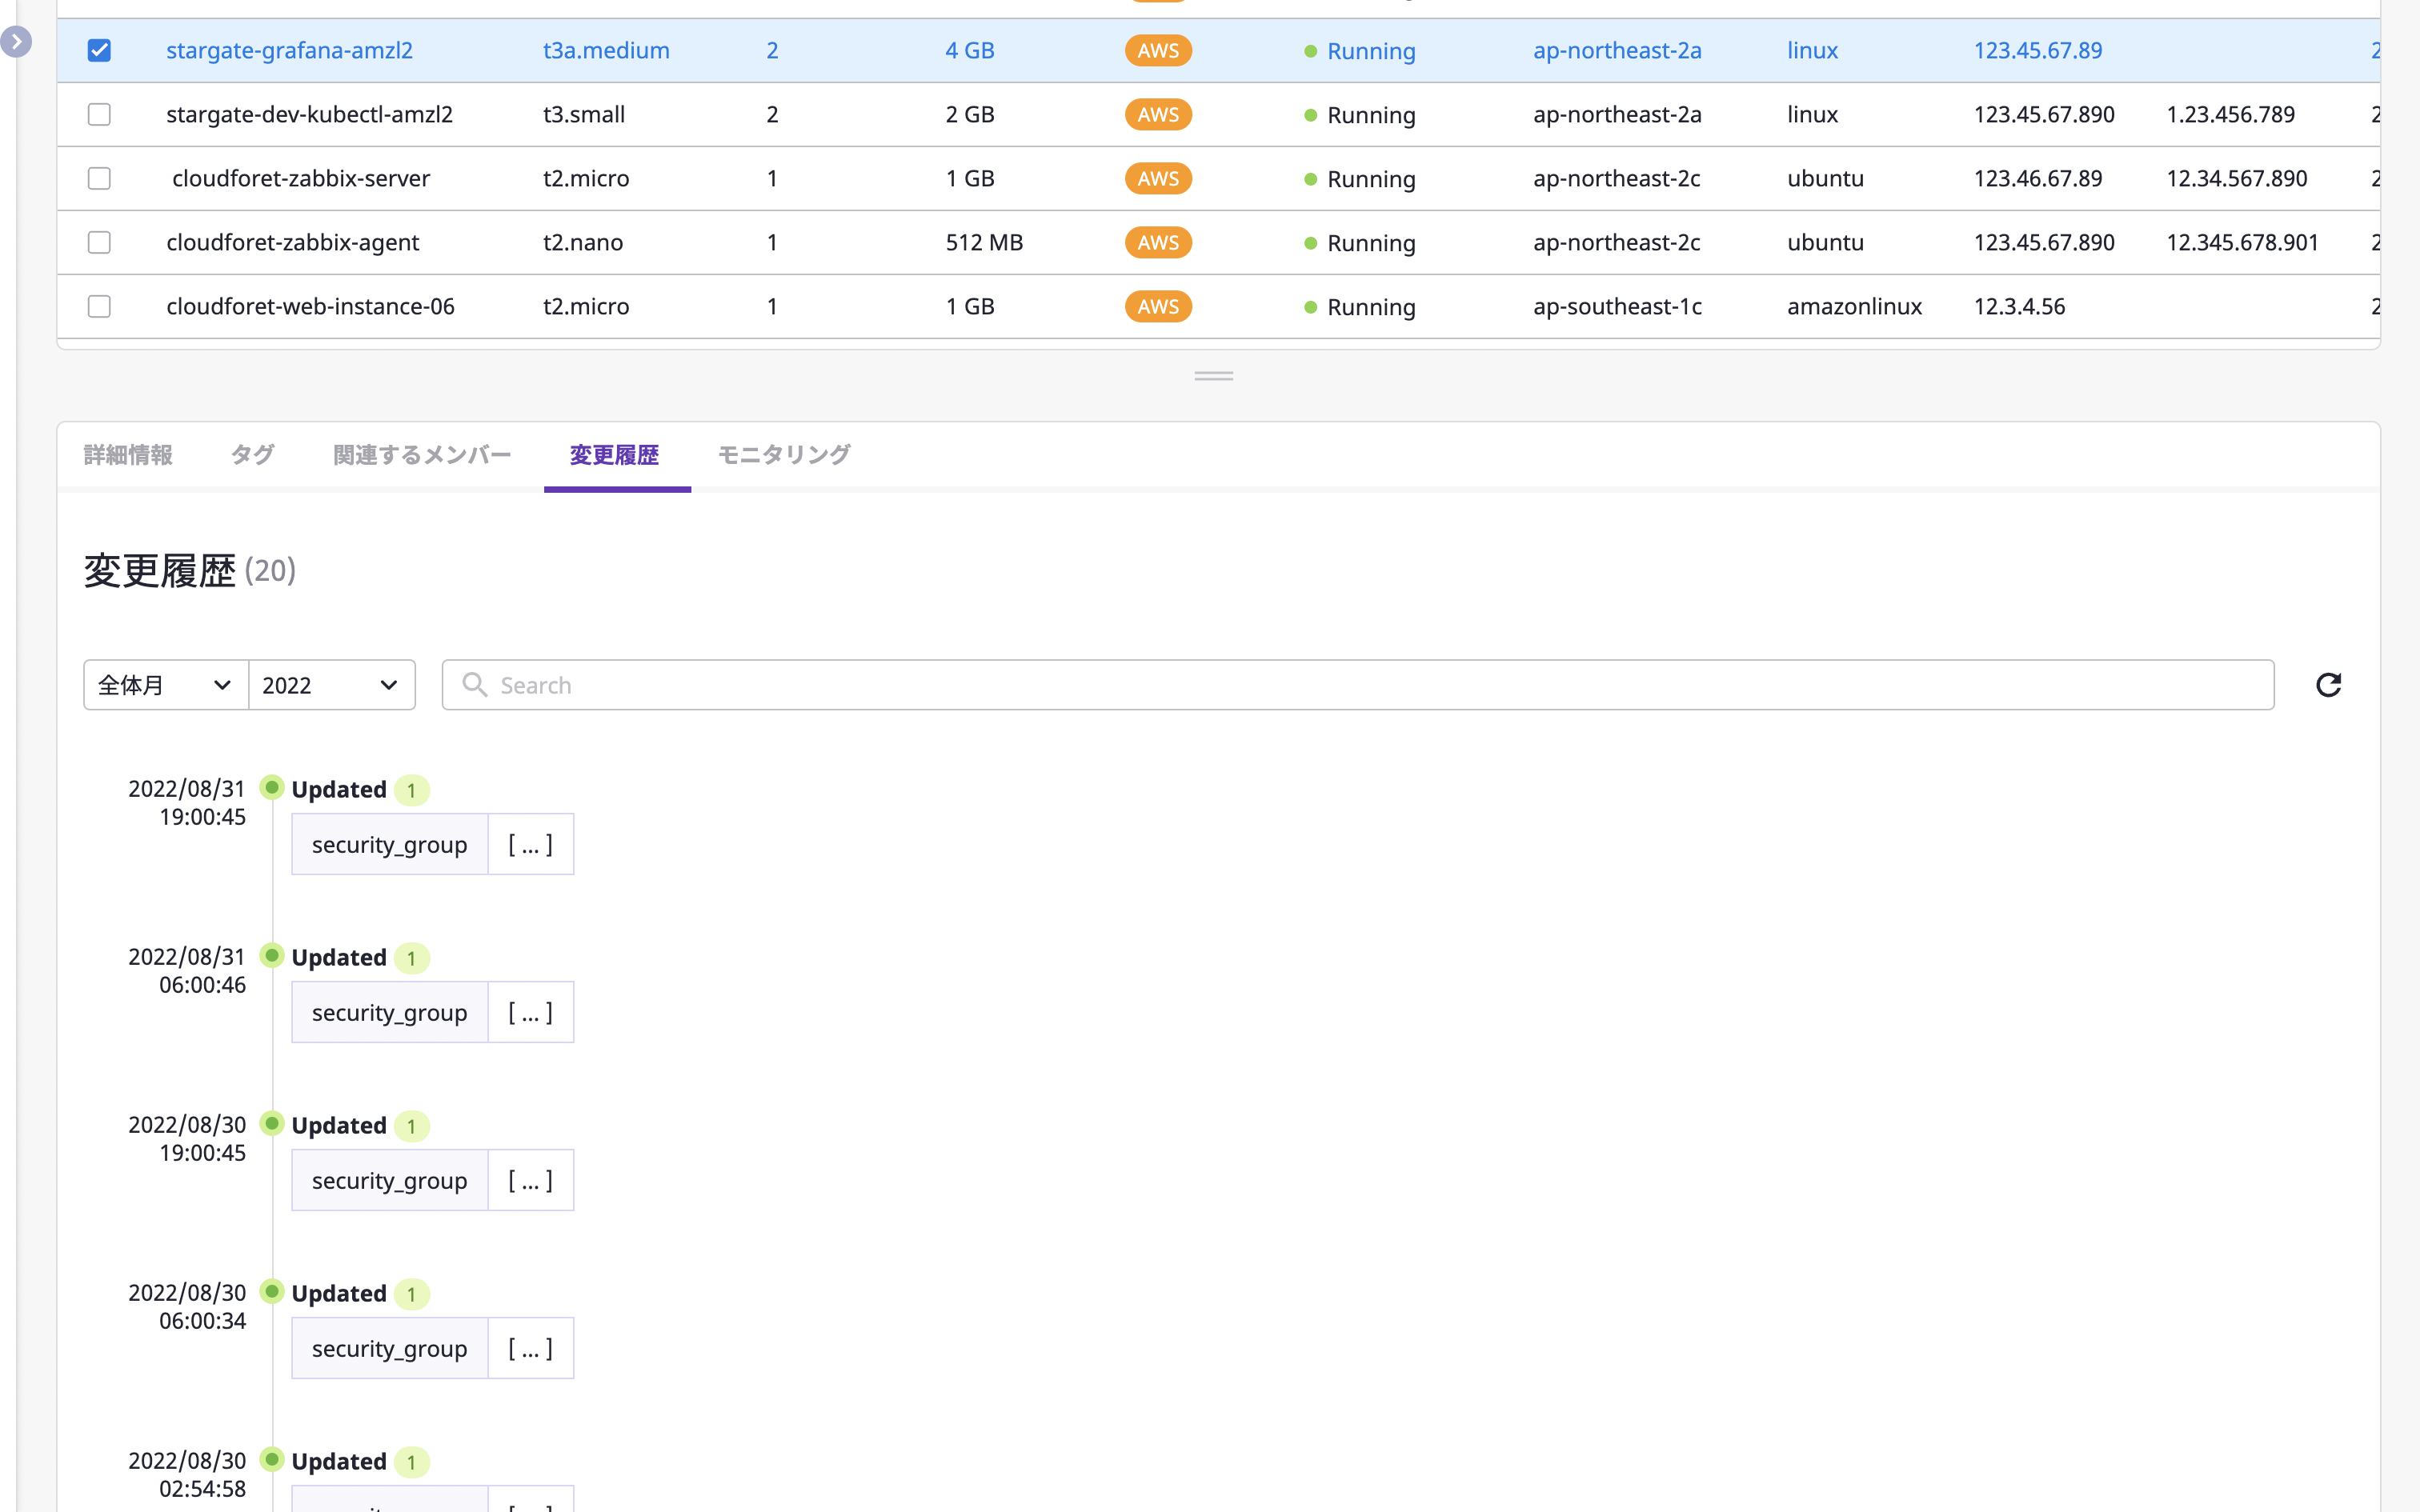 stargate-grafana-amzl2 t3a.medium 2 4 GB AWS Running ap-northeast-2a linux 123.45.67.89 2
stargate-dev-kubectl-amzl2 t3.small 2 2 GB AWS Running ap-northeast-2a linux 123.45.67.890 1.23.456.789 2
cloudforet-zabbix-server t2.micro 1 1 GB AWS Running ap-northeast-2c ubuntu 123.46.67.89 12.34.567.890 2
cloudforet-zabbix-agent t2.nano 1 512 MB AWS Running ap-northeast-2c ubuntu 123.45.67.890 12.345.678.901 2
cloudforet-web-instance-06 t2.micro 1 1 GB AWS Running ap-southeast-1c amazonlinux 12.3.4.56 2
詳細情報 タグ 関連するメンバー 変更履歴 モニタリング
変更履歴 (20)
全体月 2022 Search
2022/08/31 Updated 1
19:00:45
security_group [ ... ]
2022/08/31 Updated 1
06:00:46
security_group [ ... ]
2022/08/30 Updated 1
19:00:45
security_group [ ... ]
2022/08/30 Updated 1
06:00:34
security_group [ ... ]
2022/08/30 Updated 1
02:54:58